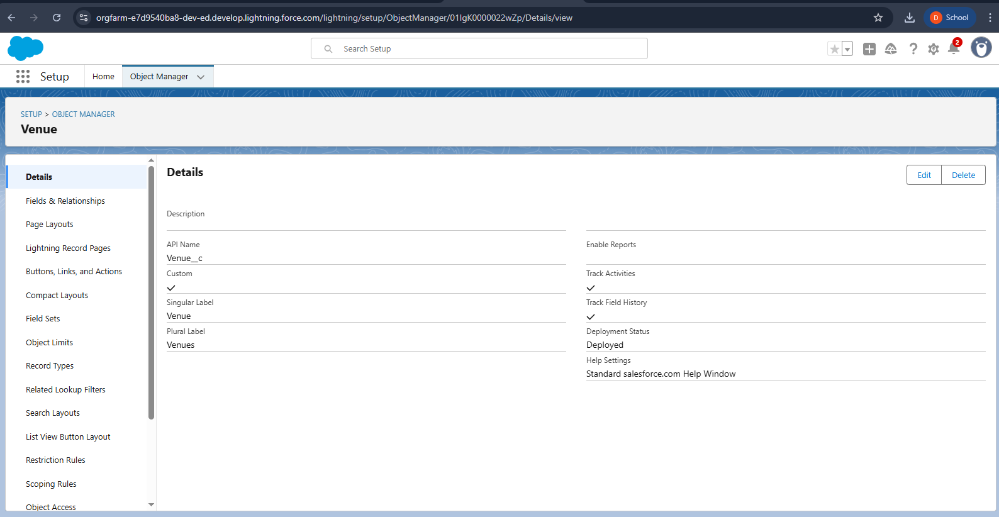 orgfarm-e7d9540ba8-dev-ed.develop.lightning.force.com/lightning/setup/ObjectManager/01IgK0000022wZp/Details/view
D School
Search Setup
2
Setup
Home
Object Manager
SETUP > OBJECT MANAGER
Venue
Details
Fields & Relationships
Page Layouts
Lightning Record Pages
Buttons, Links, and Actions
Compact Layouts
Field Sets
Object Limits
Record Types
Related Lookup Filters
Search Layouts
List View Button Layout
Restriction Rules
Scoping Rules
Object Access
Details
Edit
Delete
Description
API Name
Venue__c
Custom
Singular Label
Venue
Plural Label
Venues
Enable Reports
Track Activities
Track Field History
Deployment Status
Deployed
Help Settings
Standard salesforce.com Help Window